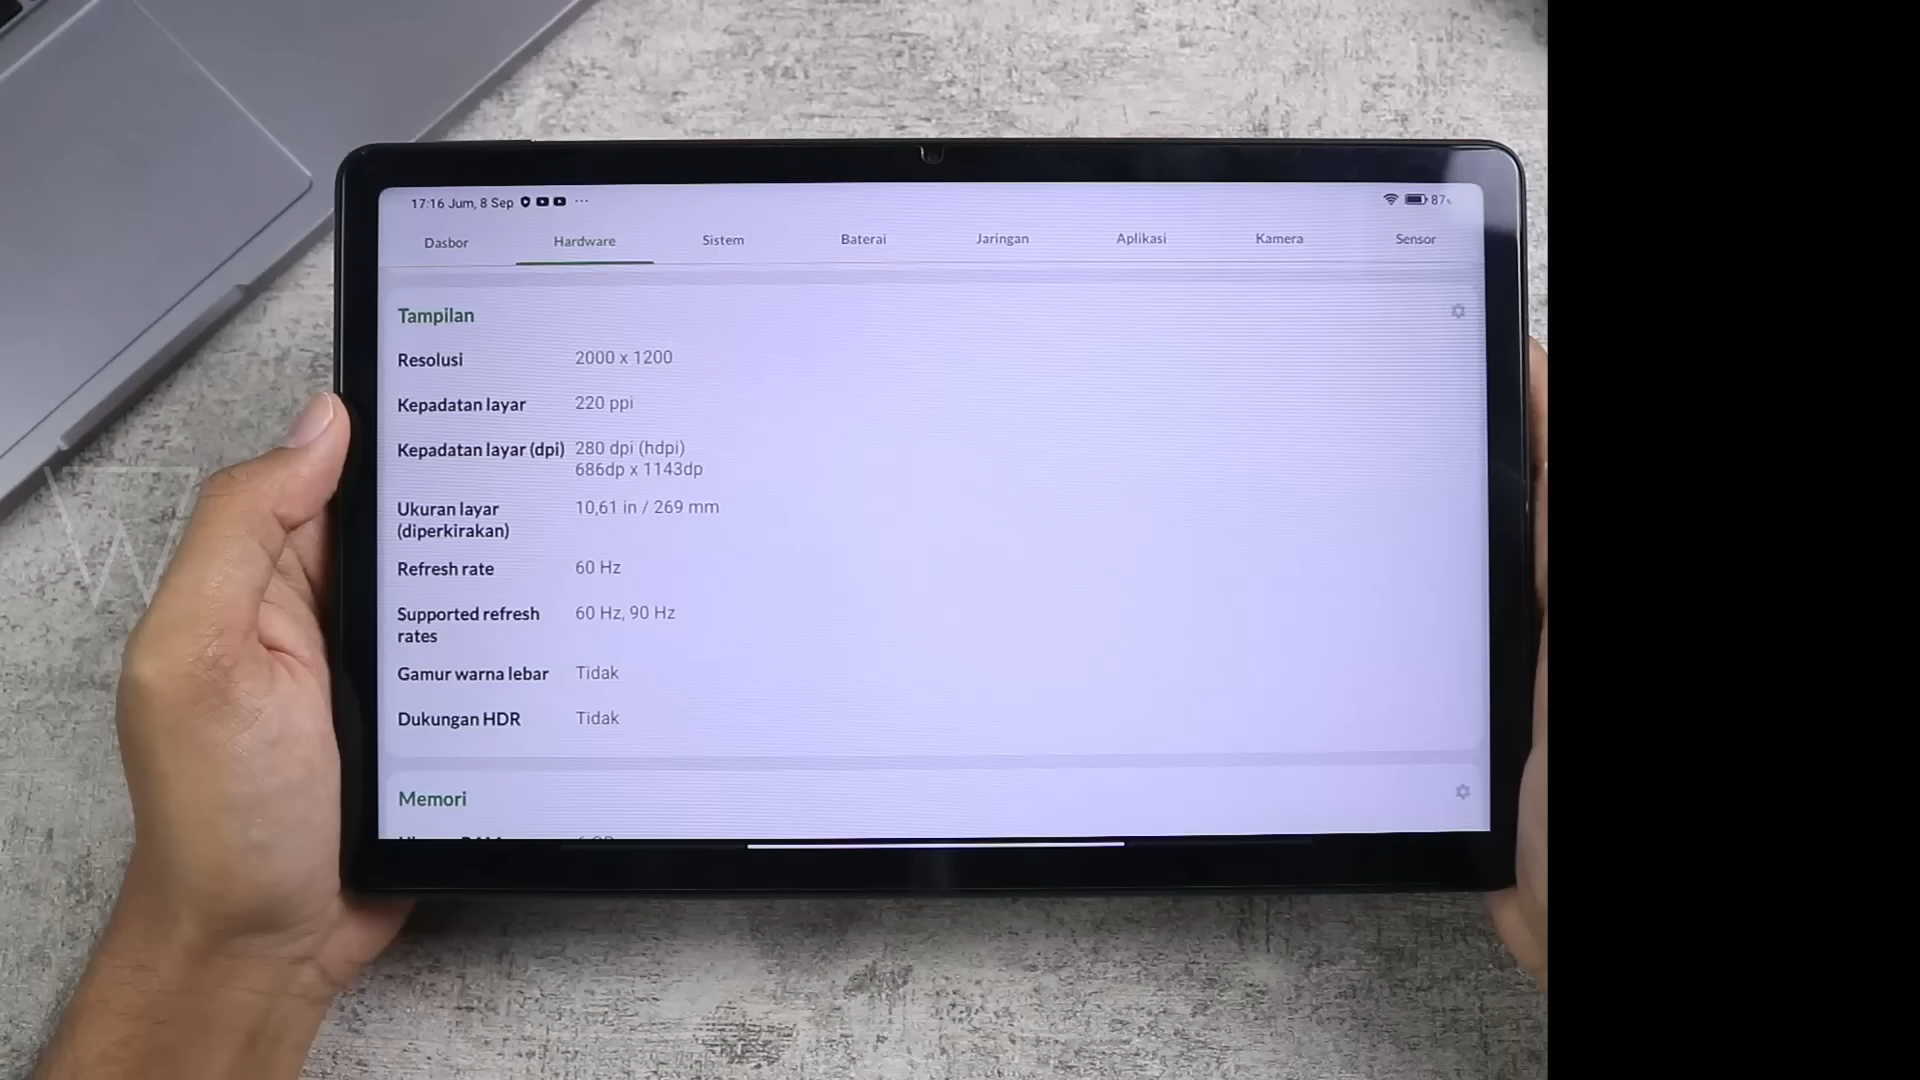 17:16 Jum, 8 Sep ... 87%
Dasbor Hardware Sistem Baterai Jaringan Aplikasi Kamera Sensor
Tampilan
Resolusi 2000 x 1200
Kepadatan layar 220 ppi
Kepadatan layar (dpi) 280 dpi (hdpi)
686dp x 1143dp
Ukuran layar 10,61 in / 269 mm
(diperkirakan)
Refresh rate 60 Hz
Supported refresh 60 Hz, 90 Hz
rates
Gamur warna lebar Tidak
Dukungan HDR Tidak
Memori